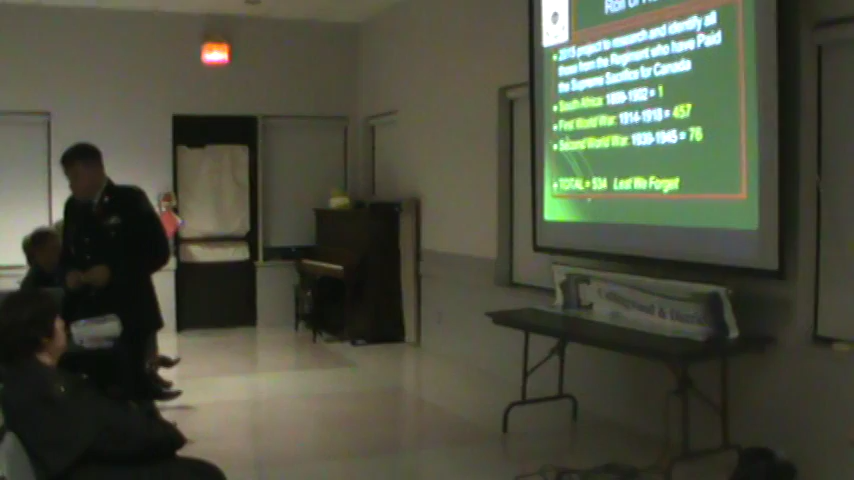 Roll of
• 2015 project to research and identify all
those from the Regiment who have Paid
the Supreme Sacrifice for Canada
• South Africa: 1899-1902 = 1
• First World War: 1914-1918 = 457
• Second World War: 1939-1945 = 76
• TOTAL = 534 Lest We Forget